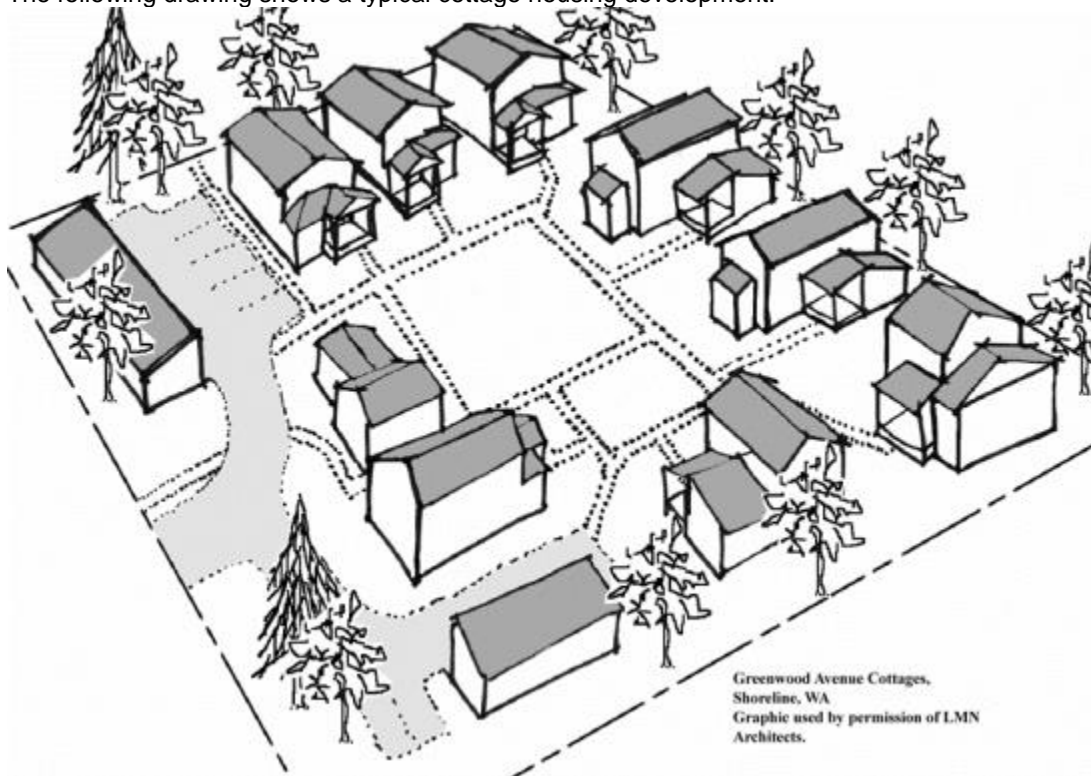 The following drawing shows a typical cottage housing development.
Greenwood Avenue Cottages,
Shoreline, WA
Graphic used by permission of LMN
Architects.